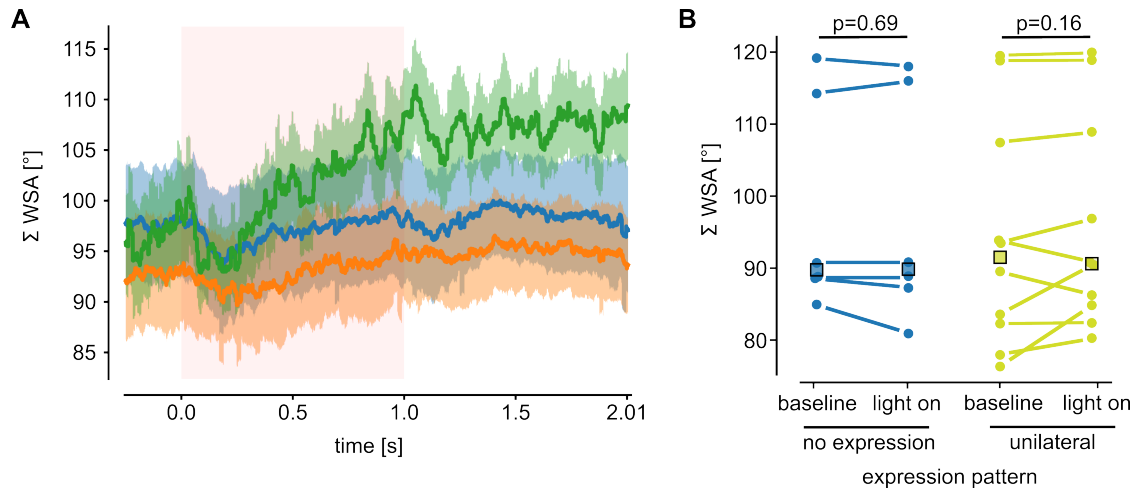 A
Σ WSA [°]
115
110
105
100
95
90
85
0.0
0.5
1.0
1.5
2.01
time [s]
B
p=0.69
p=0.16
Σ WSA [°]
120
100
90
80
baseline light on baseline light on
no expression unilateral
expression pattern